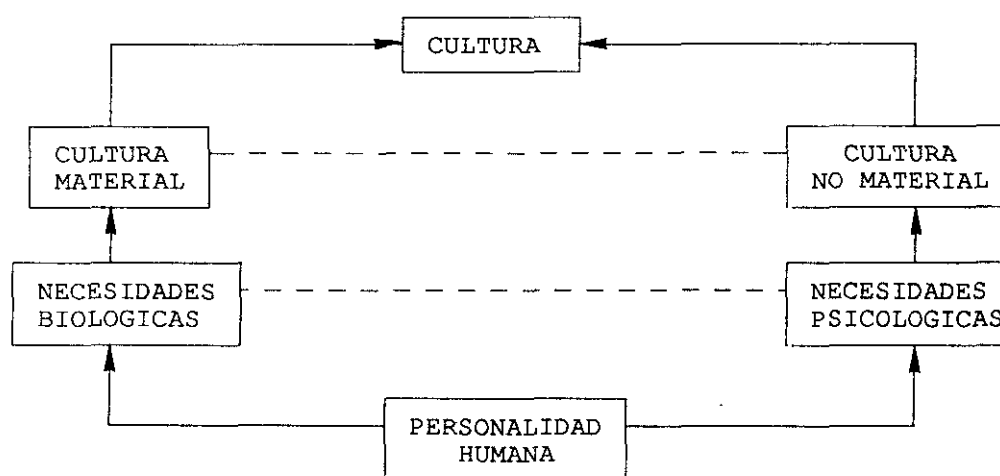 CULTURA
CULTURA
MATERIAL
CULTURA
NO MATERIAL
NECESIDADES
BIOLOGICAS
NECESIDADES
PSICOLOGICAS
PERSONALIDAD
HUMANA